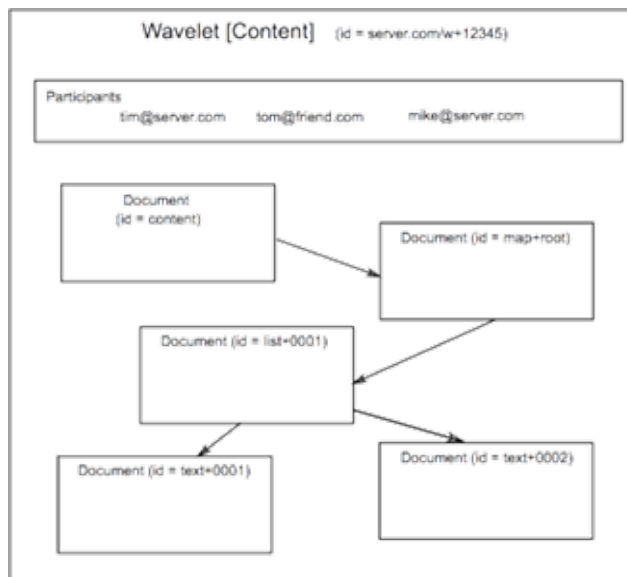 Wavelet [Content] (id = server.com/w+12345)
Participants
tim@server.com tom@friend.com mike@server.com
Document
(id = content)
Document (id = map+root)
Document (id = list+0001)
Document (id = text+0001)
Document (id = text+0002)